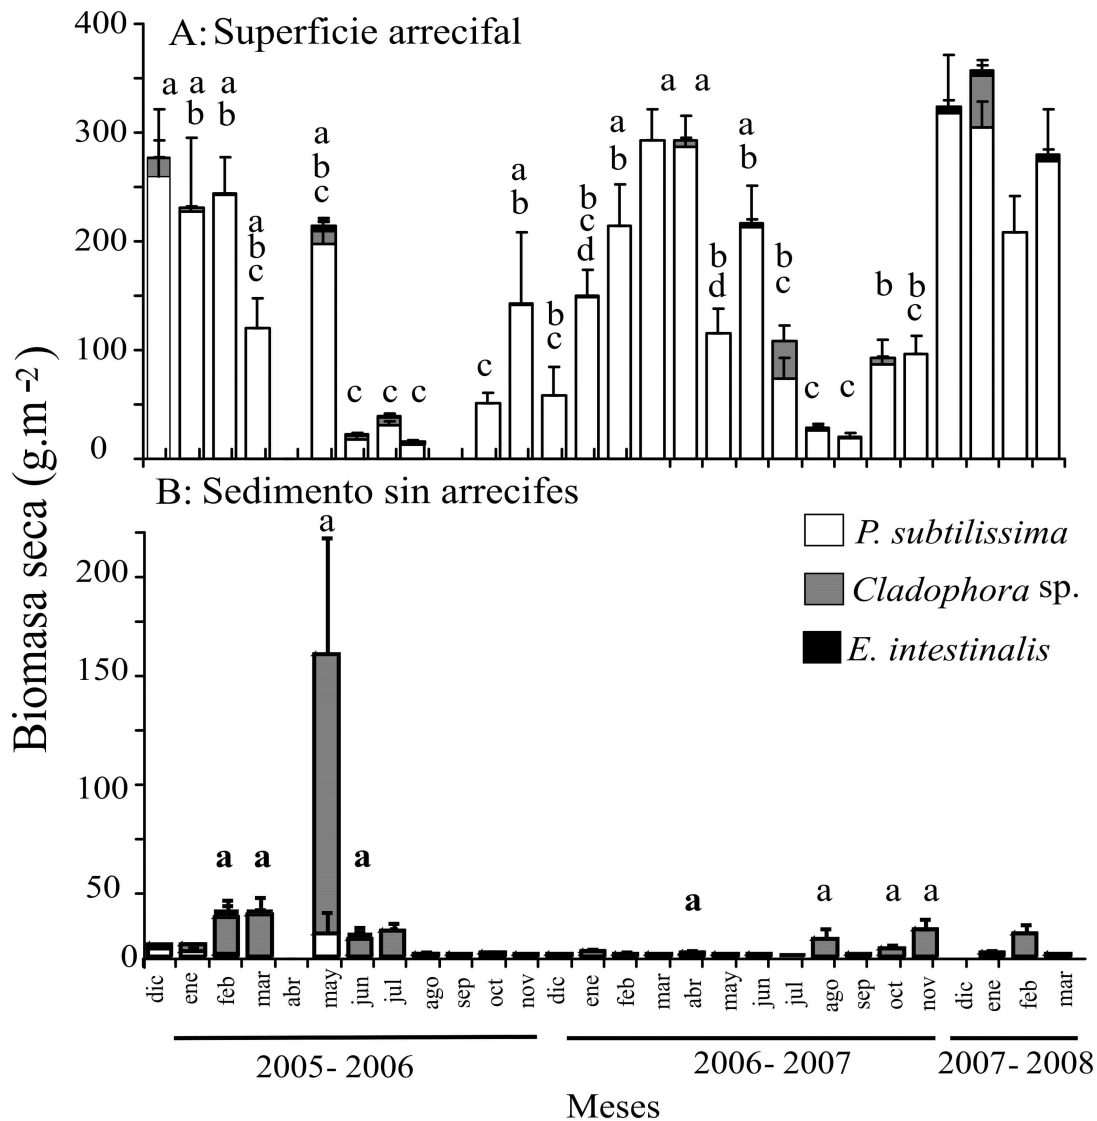 A: Superficie arrecifal
400
300
200
100
0
a a a
b b
a
b
c
a
b
c
c c c
c
a
b
b
c
b
c
d
a
b
a a
b
d
a
b
b
c
c c
b
b
c
Biomasa seca (g.m-2)
B: Sedimento sin arrecifes
200
150
100
50
0
a
a a a
a
a a a
P. subtilissima
Cladophora sp.
E. intestinalis
dic ene feb mar abr may jun jul ago sep oct nov dic ene feb mar abr may jun jul ago sep oct nov dic ene feb mar
2005- 2006 2006- 2007 2007- 2008
Meses